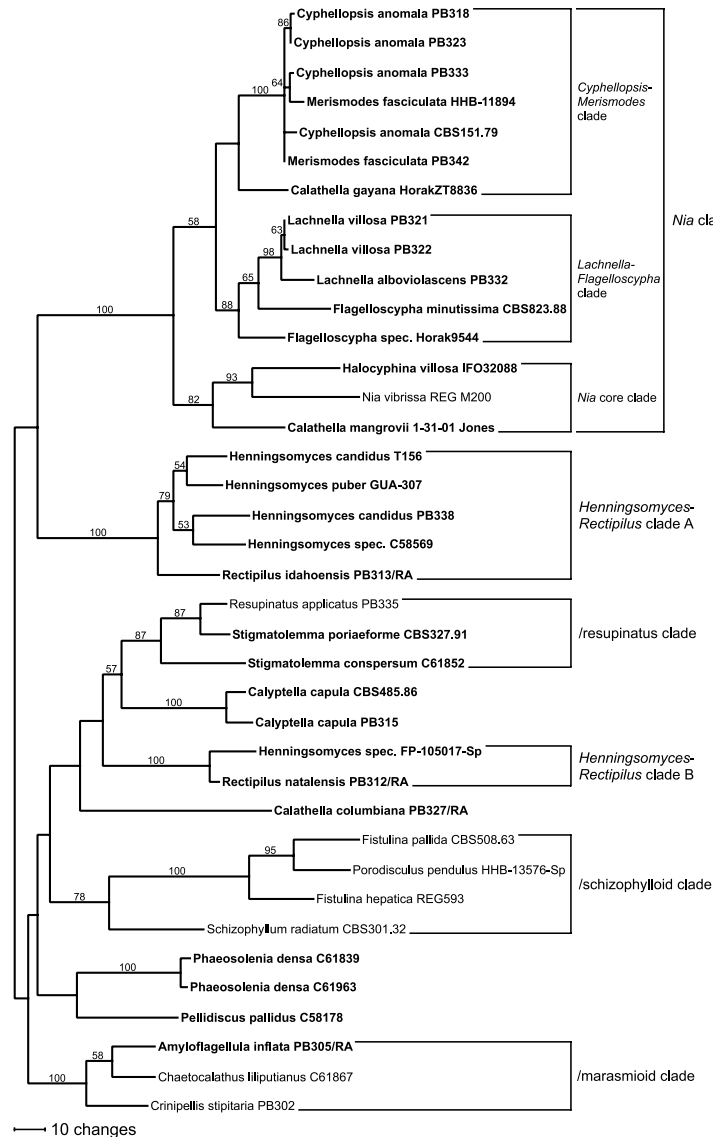 Cyphellopsis anomala PB318
86
Cyphellopsis anomala PB323
Cyphellopsis anomala PB333
64
100
Merismodes fasciculata HHB-11894
Cyphellopsis-
Merismodes
clade
Cyphellopsis anomala CBS151.79
Merismodes fasciculata PB342
Calathella gayana HorakZT8836
58
Nia cla
Lachnella villosa PB321
63
Lachnella villosa PB322
98
Lachnella alboviolascens PB332
Lachnella-
Flagelloscypha
clade
65
Flagelloscypha minutissima CBS823.88
88
Flagelloscypha spec. Horak9544
100
Halocyphina villosa IFO32088
93
Nia vibrissa REG M200
Nia core clade
82
Calathella mangrovii 1-31-01 Jones
Henningsomyces candidus T156
54
Henningsomyces puber GUA-307
79
Henningsomyces candidus PB338
Henningsomyces-
Rectipilus clade A
53
Henningsomyces spec. C58569
100
Rectipilus idahoensis PB313/RA
Resupinatus applicatus PB335
87
Stigmatolemma poriaeforme CBS327.91
/resupinatus clade
87
Stigmatolemma conspersum C61852
57
Calyptella capula CBS485.86
100
Calyptella capula PB315
Henningsomyces spec. FP-105017-Sp
100
Rectipilus natalensis PB312/RA
Henningsomyces-
Rectipilus clade B
Calathella columbiana PB327/RA
Fistulina pallida CBS508.63
95
Porodisculus pendulus HHB-13576-Sp
100
/schizophylloid clade
Fistulina hepatica REG593
78
Schizophyllum radiatum CBS301.32
Phaeosolenia densa C61839
100
Phaeosolenia densa C61963
Pellidiscus pallidus C58178
Amyloflagellula inflata PB305/RA
58
Chaetocalathus liliputianus C61867
/marasmioid clade
100
Crinipellis stipitaria PB302
10 changes